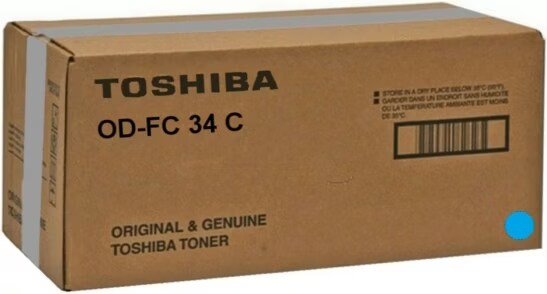 TOSHIBA
OD-FC 34 C
■ STORE IN A DRY PLACE BELOW 35°C (95°F).
■ GARDER DANS UN ENDROIT SANS HUMIDITE
OU LA TEMPERATURE AMBIANTE EST MOINS
DE 35°C.
ORIGINAL & GENUINE
TOSHIBA TONER